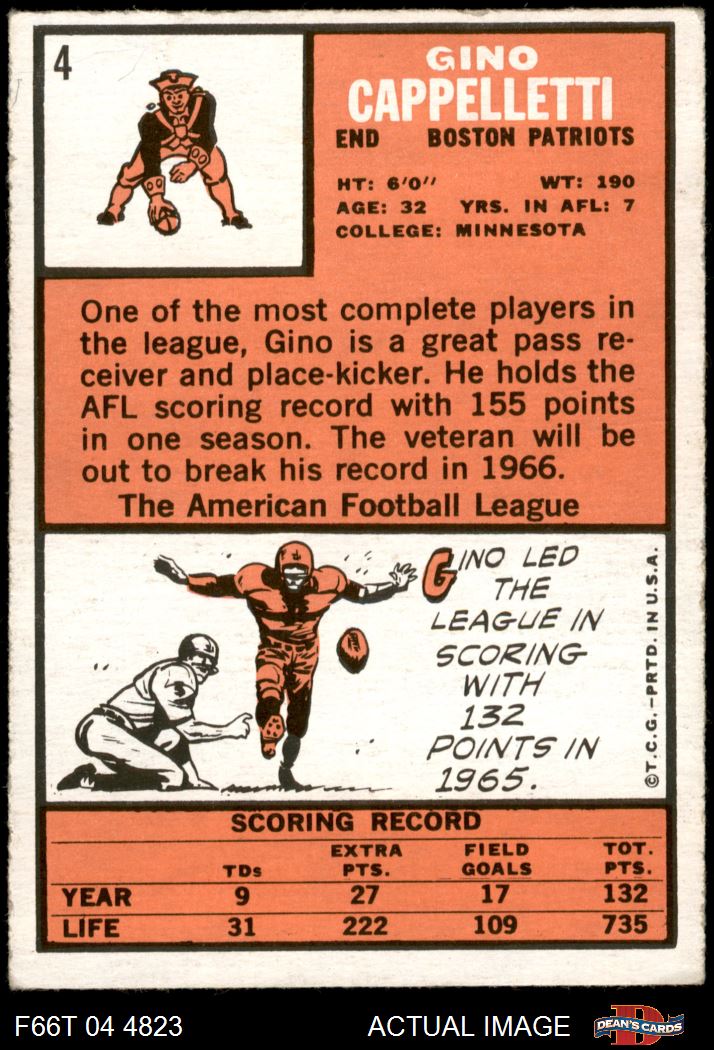 4
GINO
CAPPELLETTI
END BOSTON PATRIOTS
HT: 6'0" WT: 190
AGE: 32 YRS. IN AFL: 7
COLLEGE: MINNESOTA
One of the most complete players in
the league, Gino is a great pass re-
ceiver and place-kicker. He holds the
AFL scoring record with 155 points
in one season. The veteran will be
out to break his record in 1966.
The American Football League
GINO LED
THE
LEAGUE IN
SCORING
WITH
132
POINTS IN
1965.
©T.C.G.-PRTD. IN U.S.A.
SCORING RECORD
TDs EXTRA PTS. FIELD GOALS TOT. PTS.
YEAR 9 27 17 132
LIFE 31 222 109 735
F66T 04 4823 ACTUAL IMAGE D DEAN'S CARDS